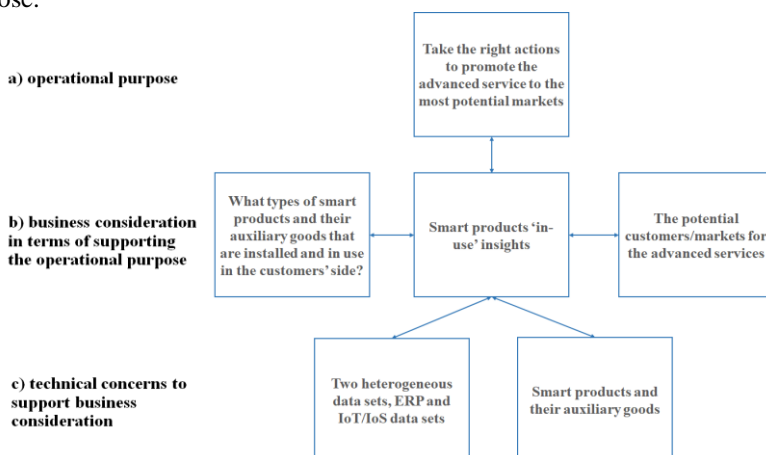 ose.
Take the right actions
to promote the
advanced service to the
most potential markets
a) operational purpose
What types of smart
products and their
auxiliary goods that
are installed and in use
in the customers' side?
b) business consideration
in terms of supporting
the operational purpose
Smart products 'in-
use' insights
The potential
customers/markets for
the advanced services
c) technical concerns to
support business
consideration
Two heterogeneous
data sets, ERP and
IoT/IoS data sets
Smart products and
their auxiliary goods